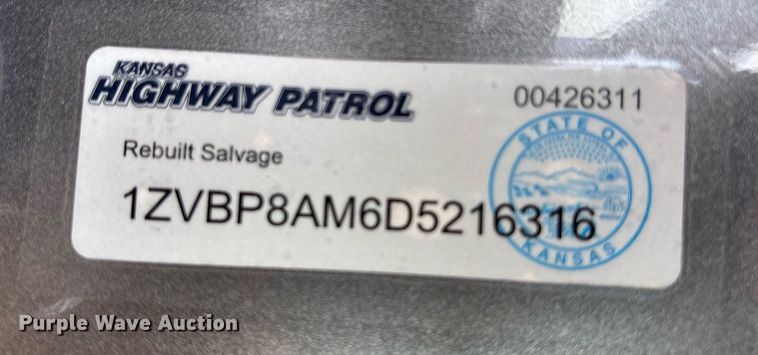 KANSAS
HIGHWAY PATROL
00426311
Rebuilt Salvage
1ZVBP8AM6D5216316
STATE OF
KANSAS
Purple Wave Auction